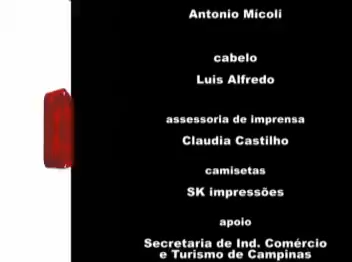 Antonio Micoli
cabelo
Luis Alfredo
assessoria de imprensa
Claudia Castilho
camisetas
SK impressões
apoio
Secretaria de Ind. Comércio
e Turismo de Campinas